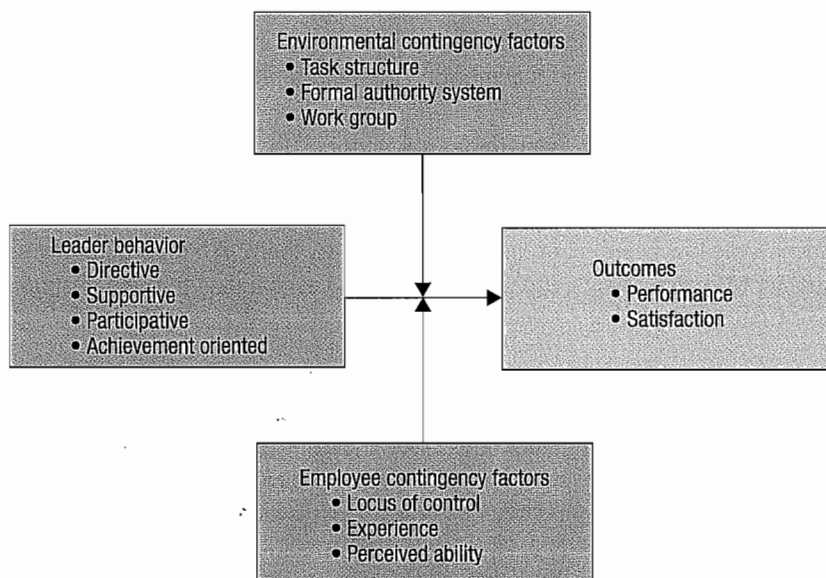 Environmental contingency factors
• Task structure
• Formal authority system
• Work group
Leader behavior
• Directive
• Supportive
• Participative
• Achievement oriented
Outcomes
• Performance
• Satisfaction
Employee contingency factors
• Locus of control
• Experience
• Perceived ability